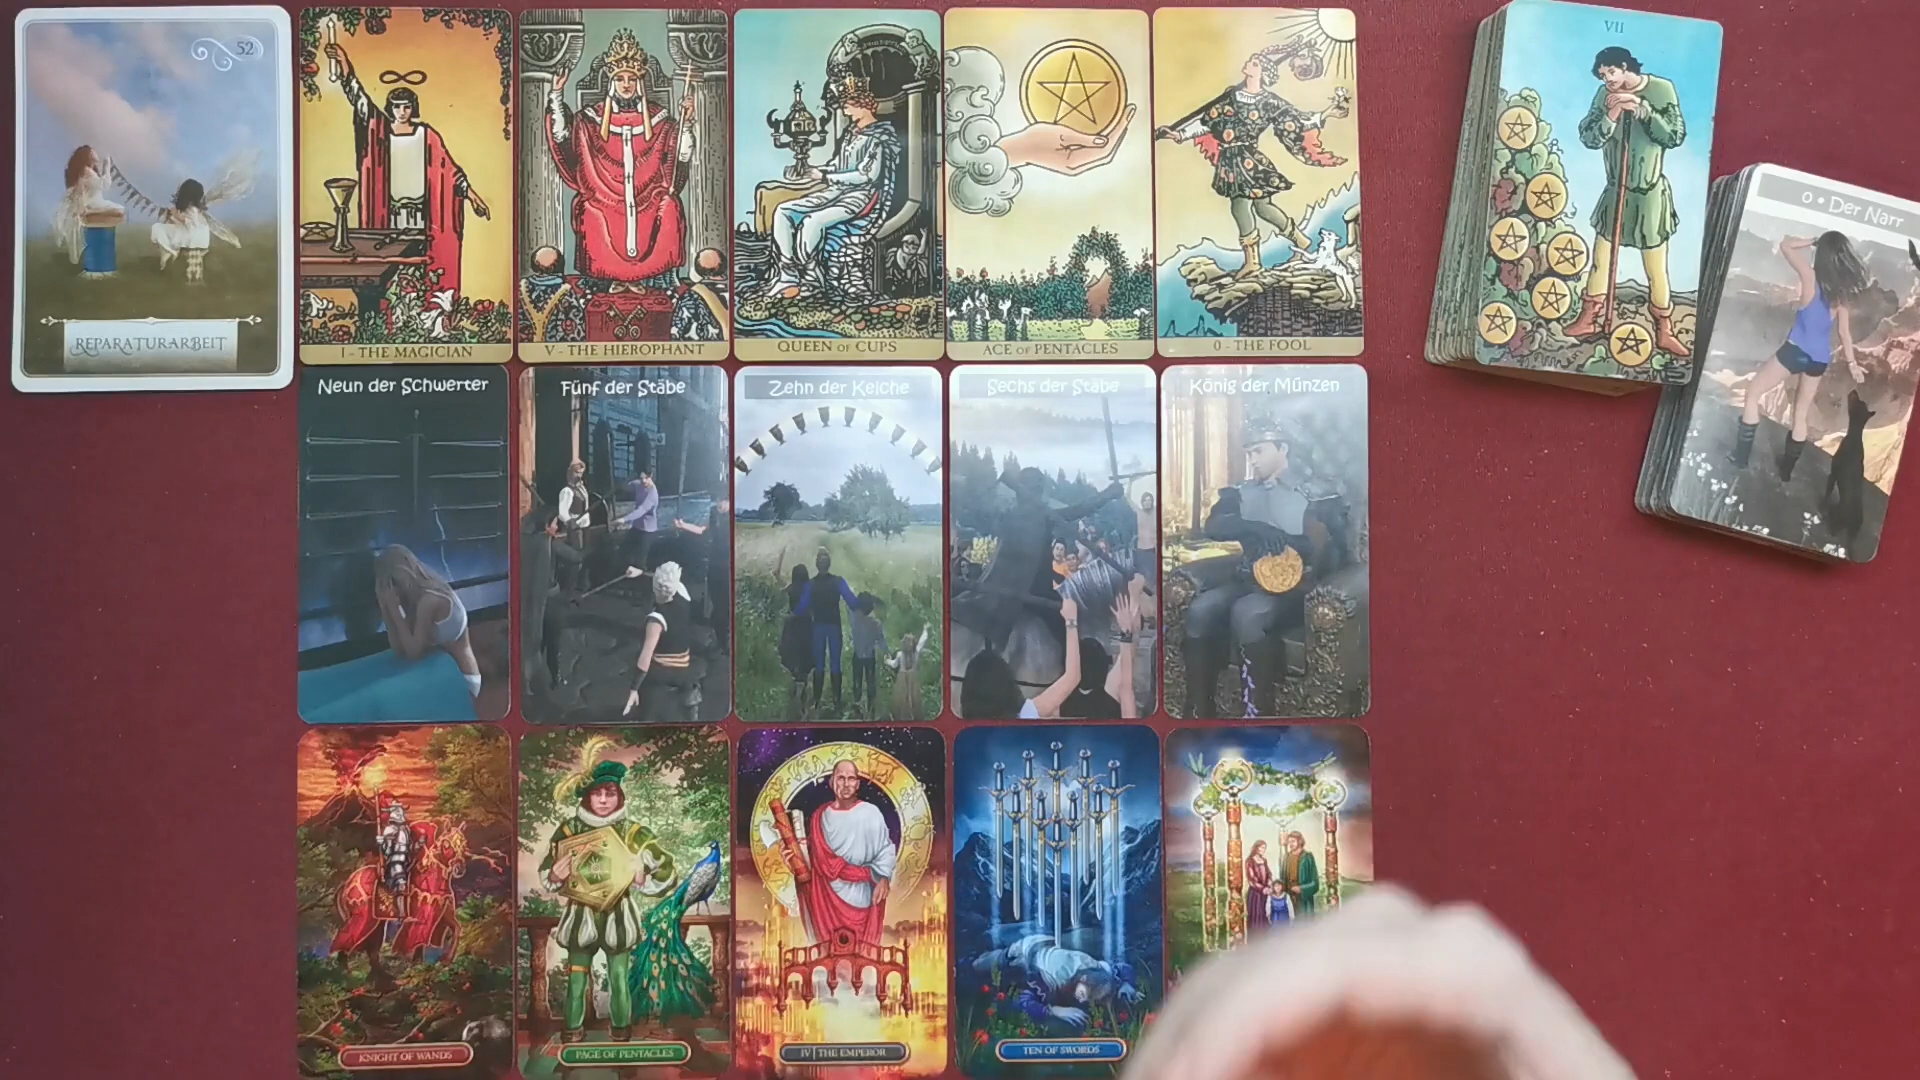 52
REPARATURARBEIT
I - THE MAGICIAN
V - THE HIEROPHANT
QUEEN OF CUPS
ACE OF PENTACLES
0 - THE FOOL
VII
0 • Der Narr
Neun der Schwerter
Fünf der Stäbe
Zehn der Kelche
Sechs der Stäbe
König der Münzen
KNIGHT OF WANDS
PAGE OF PENTACLES
IV | THE EMPEROR
TEN OF SWORDS